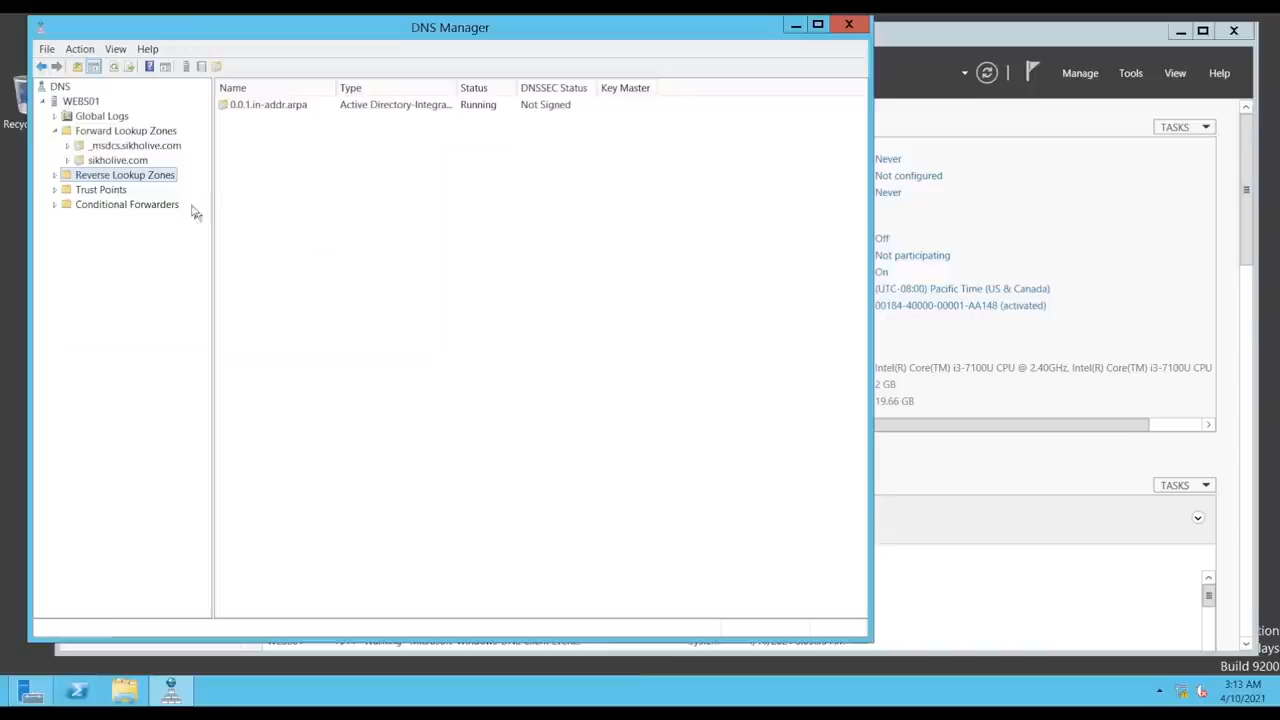 DNS Manager
File Action View Help
DNS
WEBS01
Global Logs
Forward Lookup Zones
_msdcs.sikholive.com
sikholive.com
Reverse Lookup Zones
Trust Points
Conditional Forwarders
Name Type Status DNSSEC Status Key Master
0.0.1.in-addr.arpa Active Directory-Integra... Running Not Signed
Manage Tools View Help
TASKS
Never
Not configured
Never
Off
Not participating
On
(UTC-08:00) Pacific Time (US & Canada)
00184-40000-00001-AA148 (activated)
Intel(R) Core(TM) i3-7100U CPU @ 2.40GHz, Intel(R) Core(TM) i3-7100U CPU
2 GB
19.66 GB
TASKS
Build 9200
3:13 AM
4/10/2021